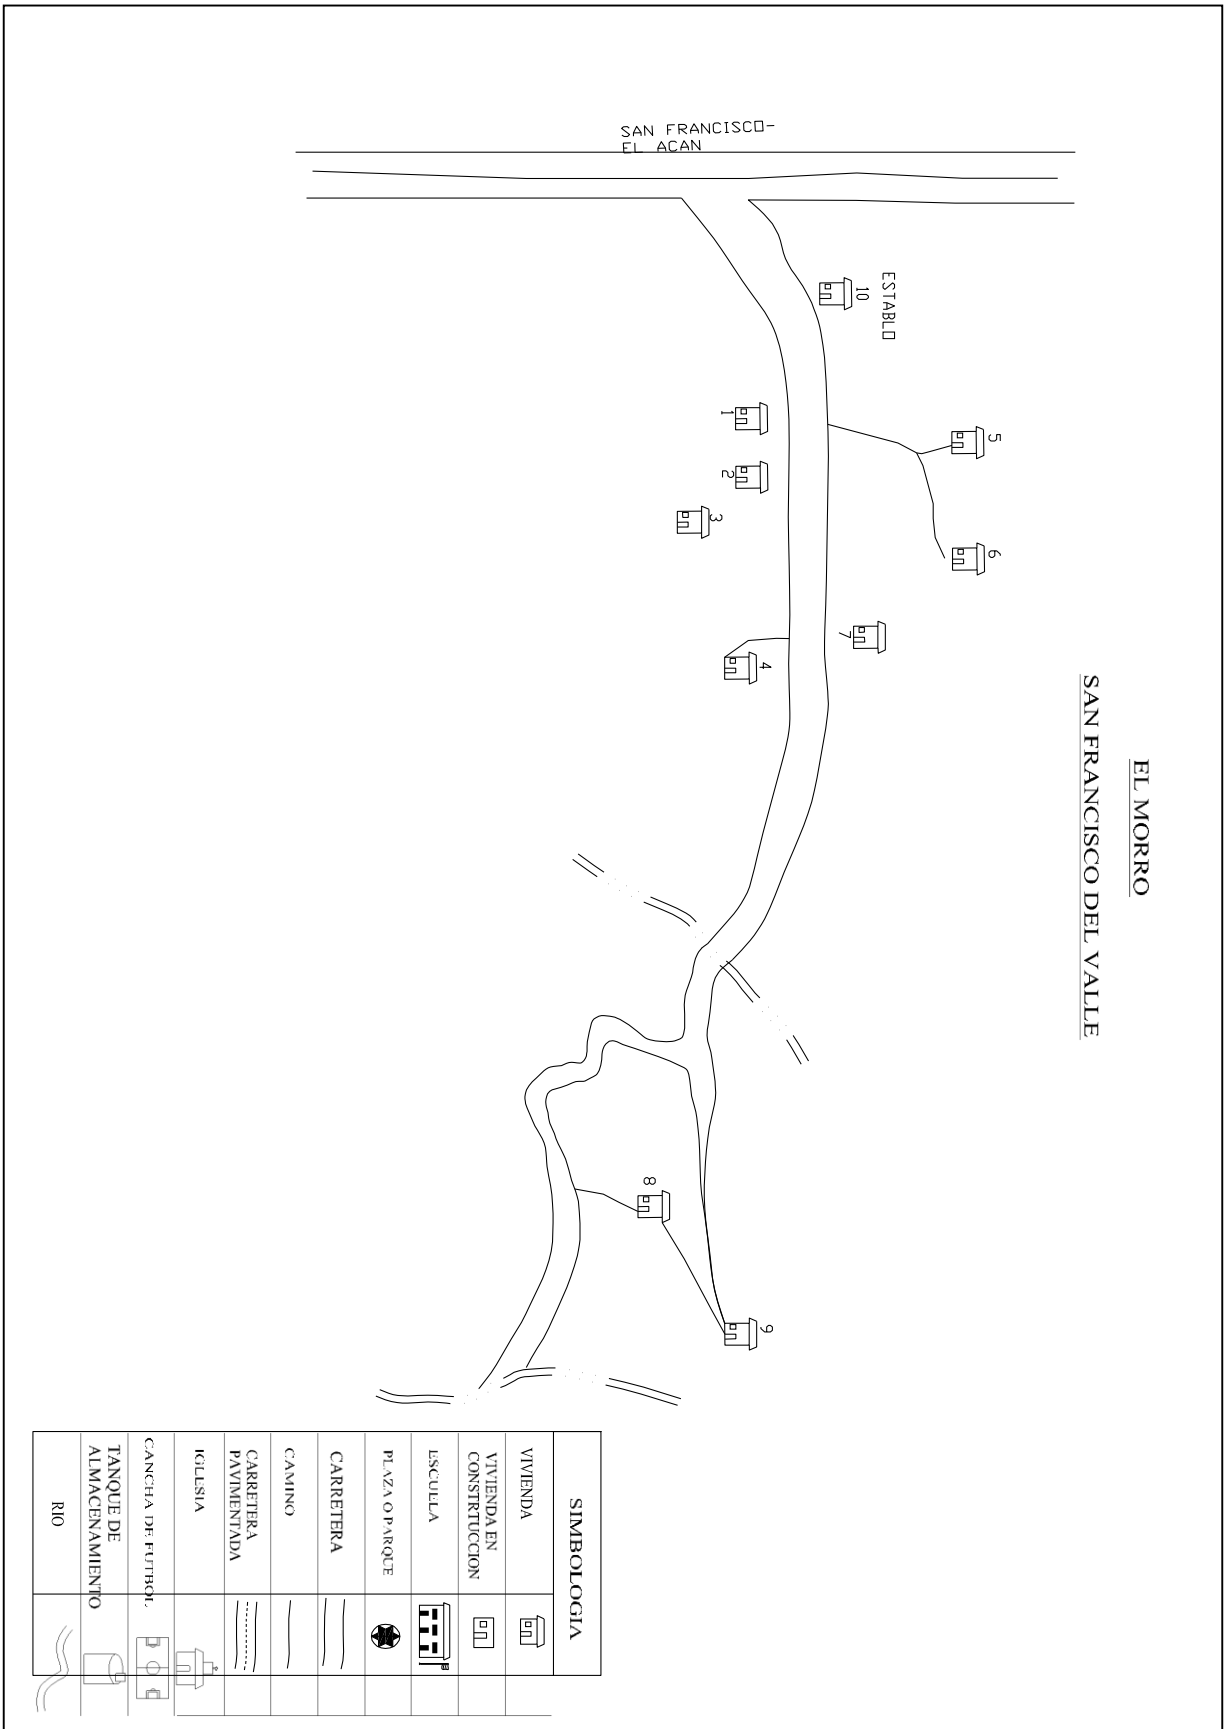 EL MORRO
SAN FRANCISCO DEL VALLE
SAN FRANCISCO-
EL ACAN
ESTABLO
10
5
6
7
1
2
3
4
8
9
SIMBOLOGIA
VIVIENDA
VIVIENDA EN
CONSTRTUCCION
ESCUELA
PLAZA O PARQUE
CARRETERA
CAMINO
CARRETERA
PAVIMENTADA
IGLESIA
CANCHA DE FUTBOL
TANQUE DE
ALMACENAMIENTO
RIO